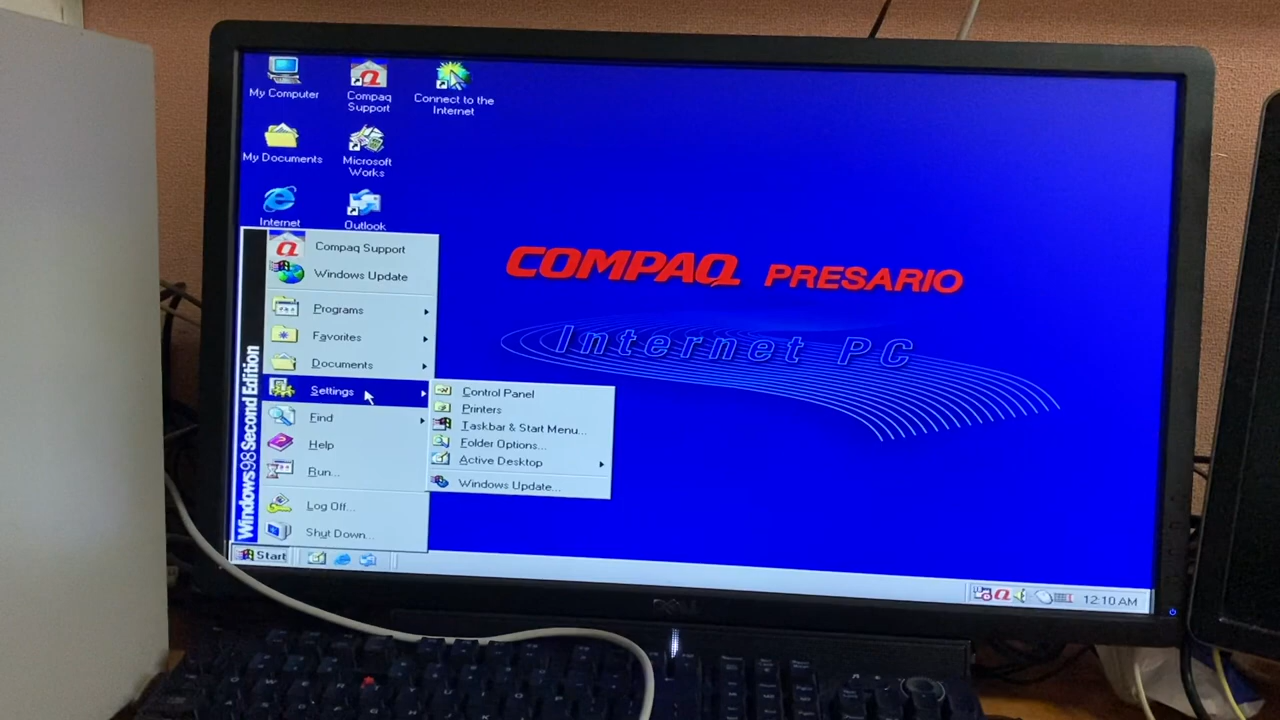 My Computer
Compaq
Support
Connect to the
Internet
My Documents
Microsoft
Works
Internet
Outlook
Compaq Support
Windows Update
Programs
Favorites
Documents
Settings
Find
Help
Run...
Log Off...
Shut Down...
Windows98 Second Edition
Control Panel
Printers
Taskbar & Start Menu...
Folder Options...
Active Desktop
Windows Update...
COMPAQ PRESARIO
Internet PC
Start
12:10 AM
DELL